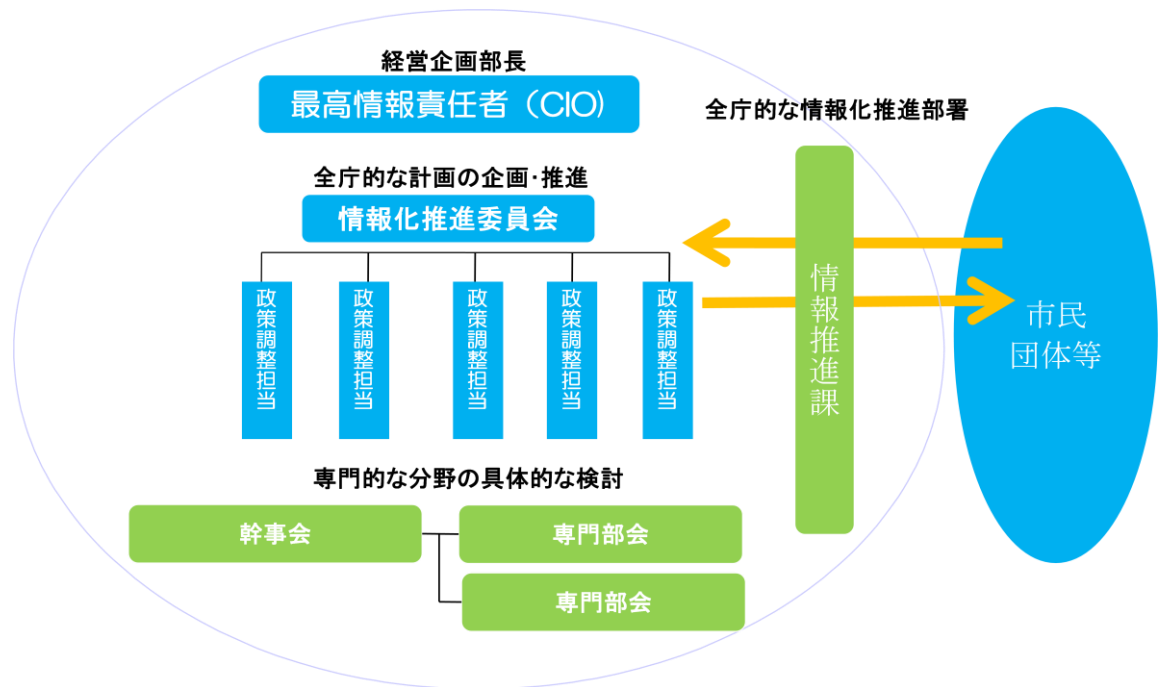 経営企画部長
最高情報責任者（CIO）
全庁的な情報化推進部署
全庁的な計画の企画・推進
情報化推進委員会
政策調整担当
政策調整担当
政策調整担当
政策調整担当
政策調整担当
情報推進課
市民
団体等
専門的な分野の具体的な検討
幹事会
専門部会
専門部会